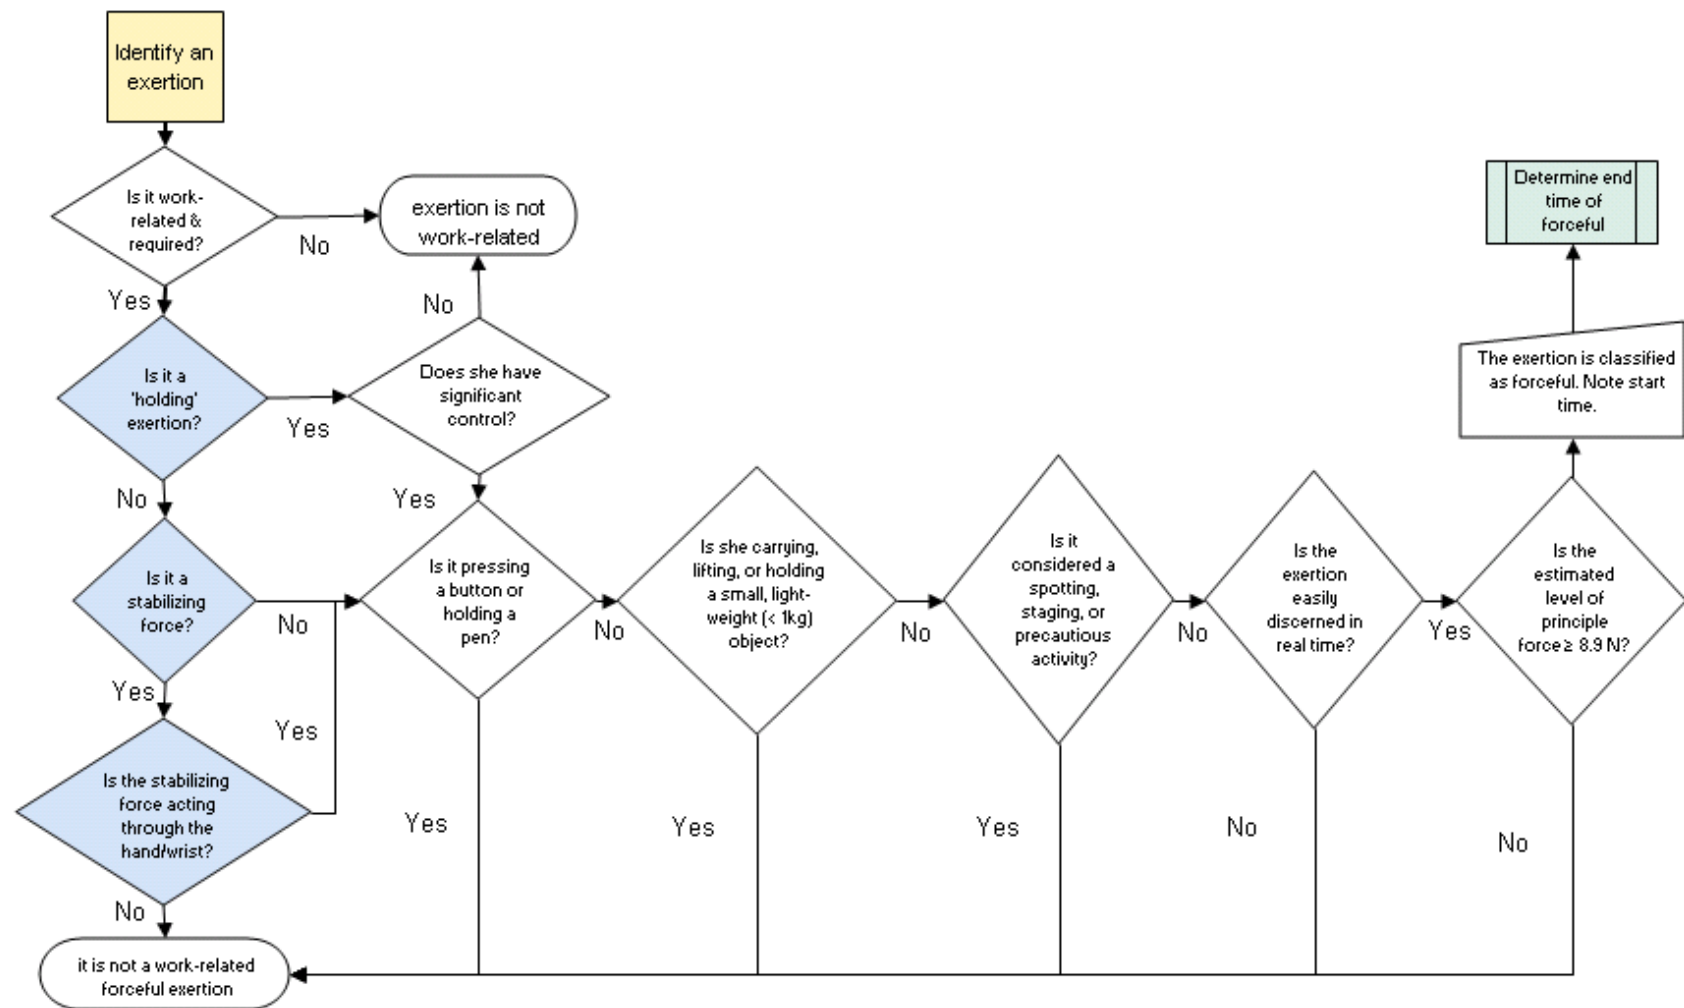 Identify an
exertion
Is it work-
related &
required?
No
exertion is not
work-related
Yes
No
Is it a
'holding'
exertion?
Yes
Does she have
significant
control?
No
Yes
Is it a
stabilizing
force?
No
Is it pressing
a button or
holding a
pen?
No
Is she carrying,
lifting, or holding
a small, light-
weight (< 1kg)
object?
No
Is it
considered a
spotting,
staging, or
precautious
activity?
No
Is the
exertion
easily
discerned in
real time?
Yes
Is the
estimated
level of
principle
force ≥ 8.9 N?
The exertion is classified
as forceful. Note start
time.
Determine end
time of
forceful
Yes
Yes
Is the stabilizing
force acting
through the
hand/wrist?
Yes
Yes
Yes
No
No
No
it is not a work-related
forceful exertion